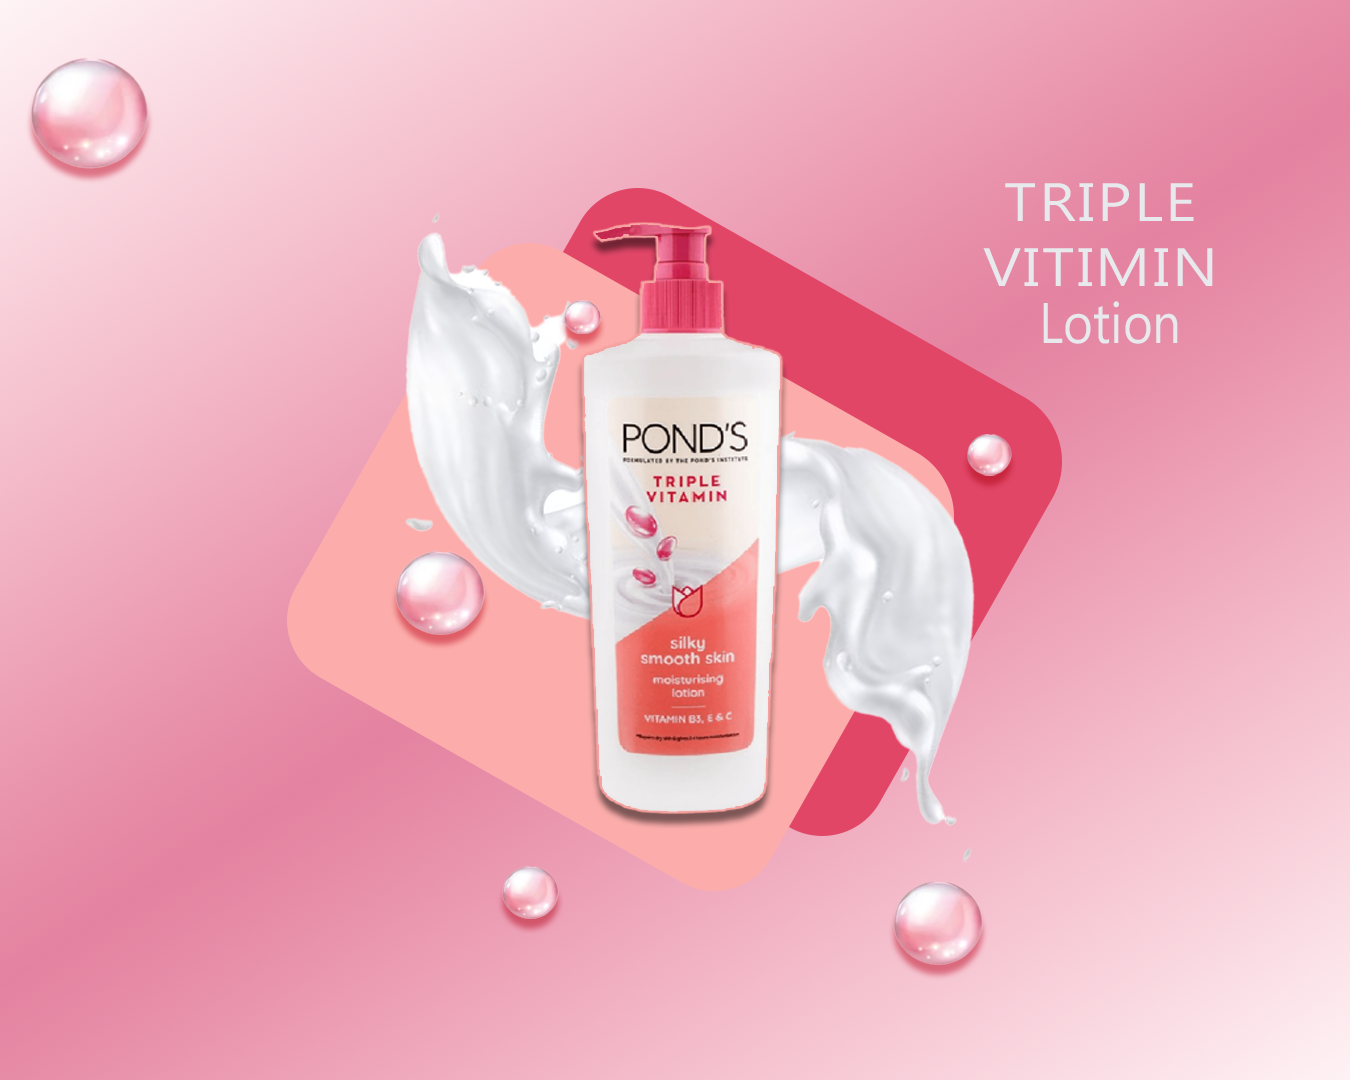 TRIPLE
VITIMIN
Lotion
POND'S
FORMULATED BY THE POND'S INSTITUTE
TRIPLE
VITAMIN
silky
smooth skin
moisturising
lotion
VITAMIN B3, E & C